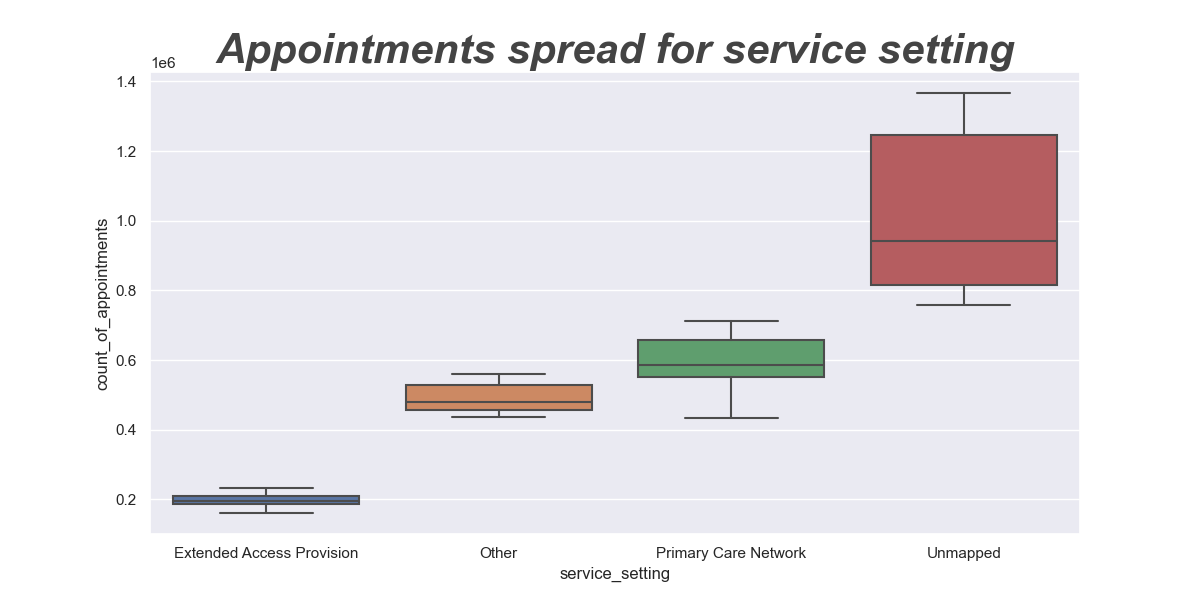 Appointments spread for service setting
1e6
1.4
1.2
1.0
0.8
0.6
0.4
0.2
count_of_appointments
Extended Access Provision
Other
Primary Care Network
Unmapped
service_setting